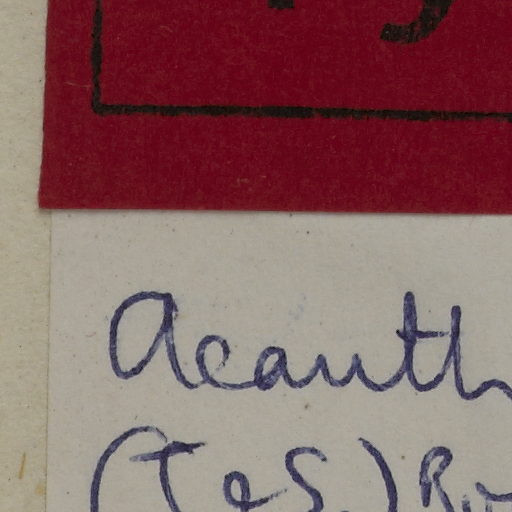 Acanth
(T & S.)